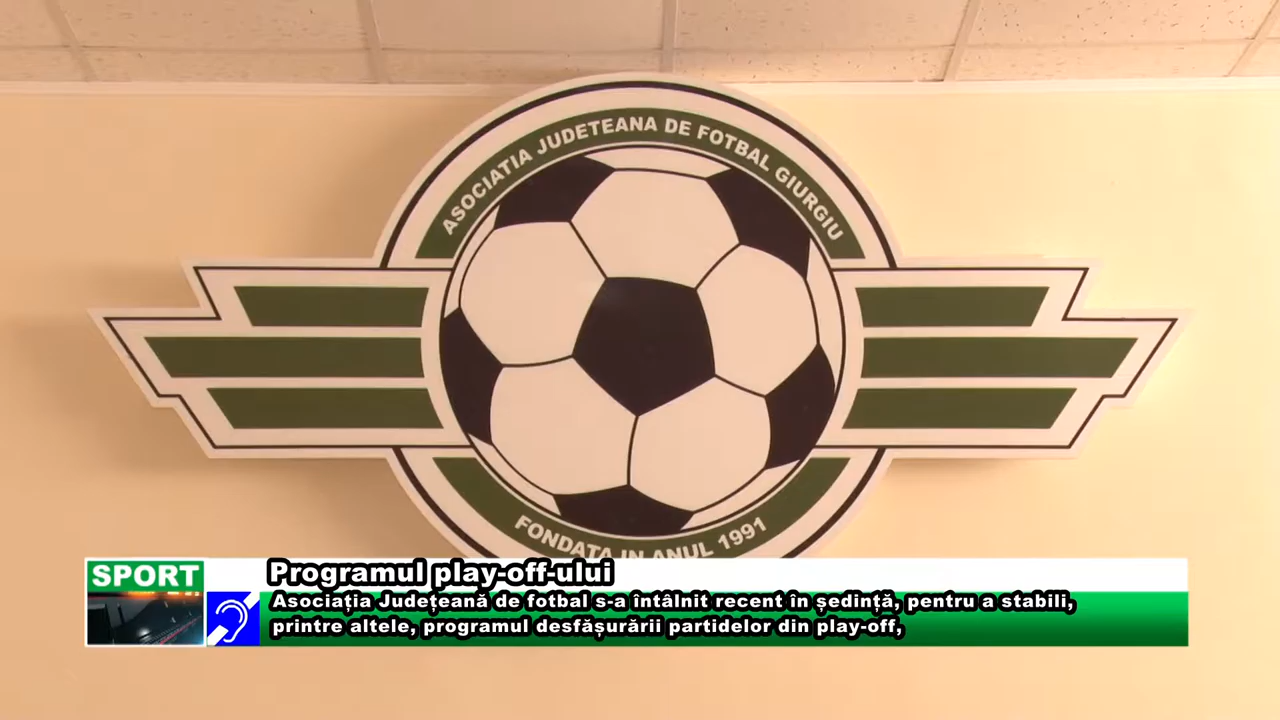 ASOCIATIA JUDETEANA DE FOTBAL GIURGIU
FONDATA IN ANUL 1991
SPORT
Programul play-off-ului
Asociația Județeană de fotbal s-a întâlnit recent în ședință, pentru a stabili,
printre altele, programul desfășurării partidelor din play-off,